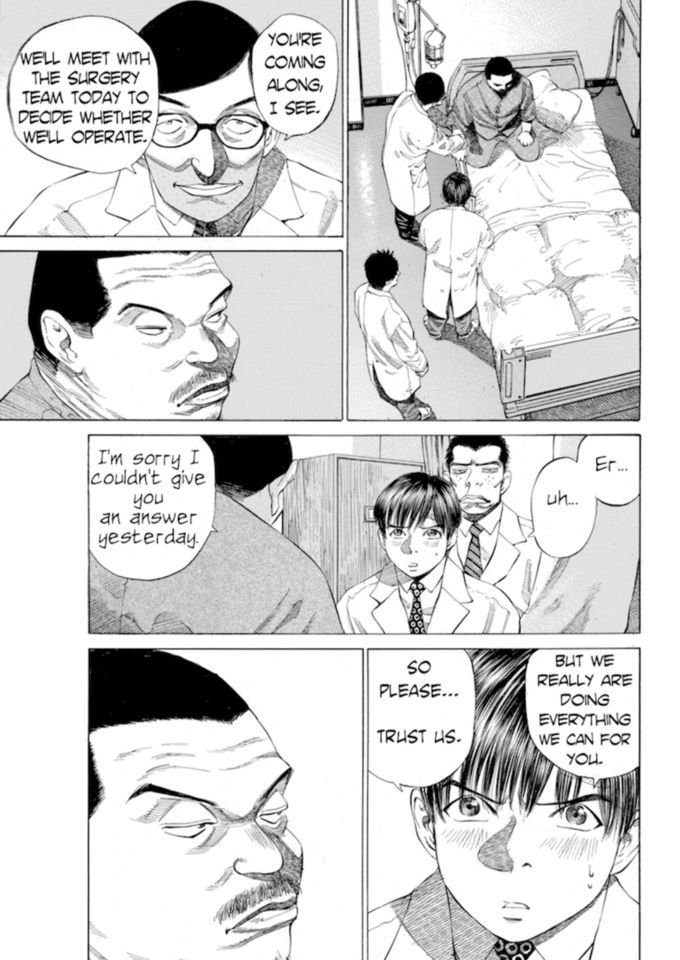 YOU'RE
COMING
ALONG,
I SEE.
WE'LL MEET WITH
THE SURGERY
TEAM TODAY TO
DECIDE WHETHER
WE'LL OPERATE.
Er...
uh...
I'm sorry I
couldn't give
you
an answer
yesterday.
BUT WE
REALLY ARE
DOING
EVERYTHING
WE CAN FOR
YOU.
SO
PLEASE...
TRUST US.